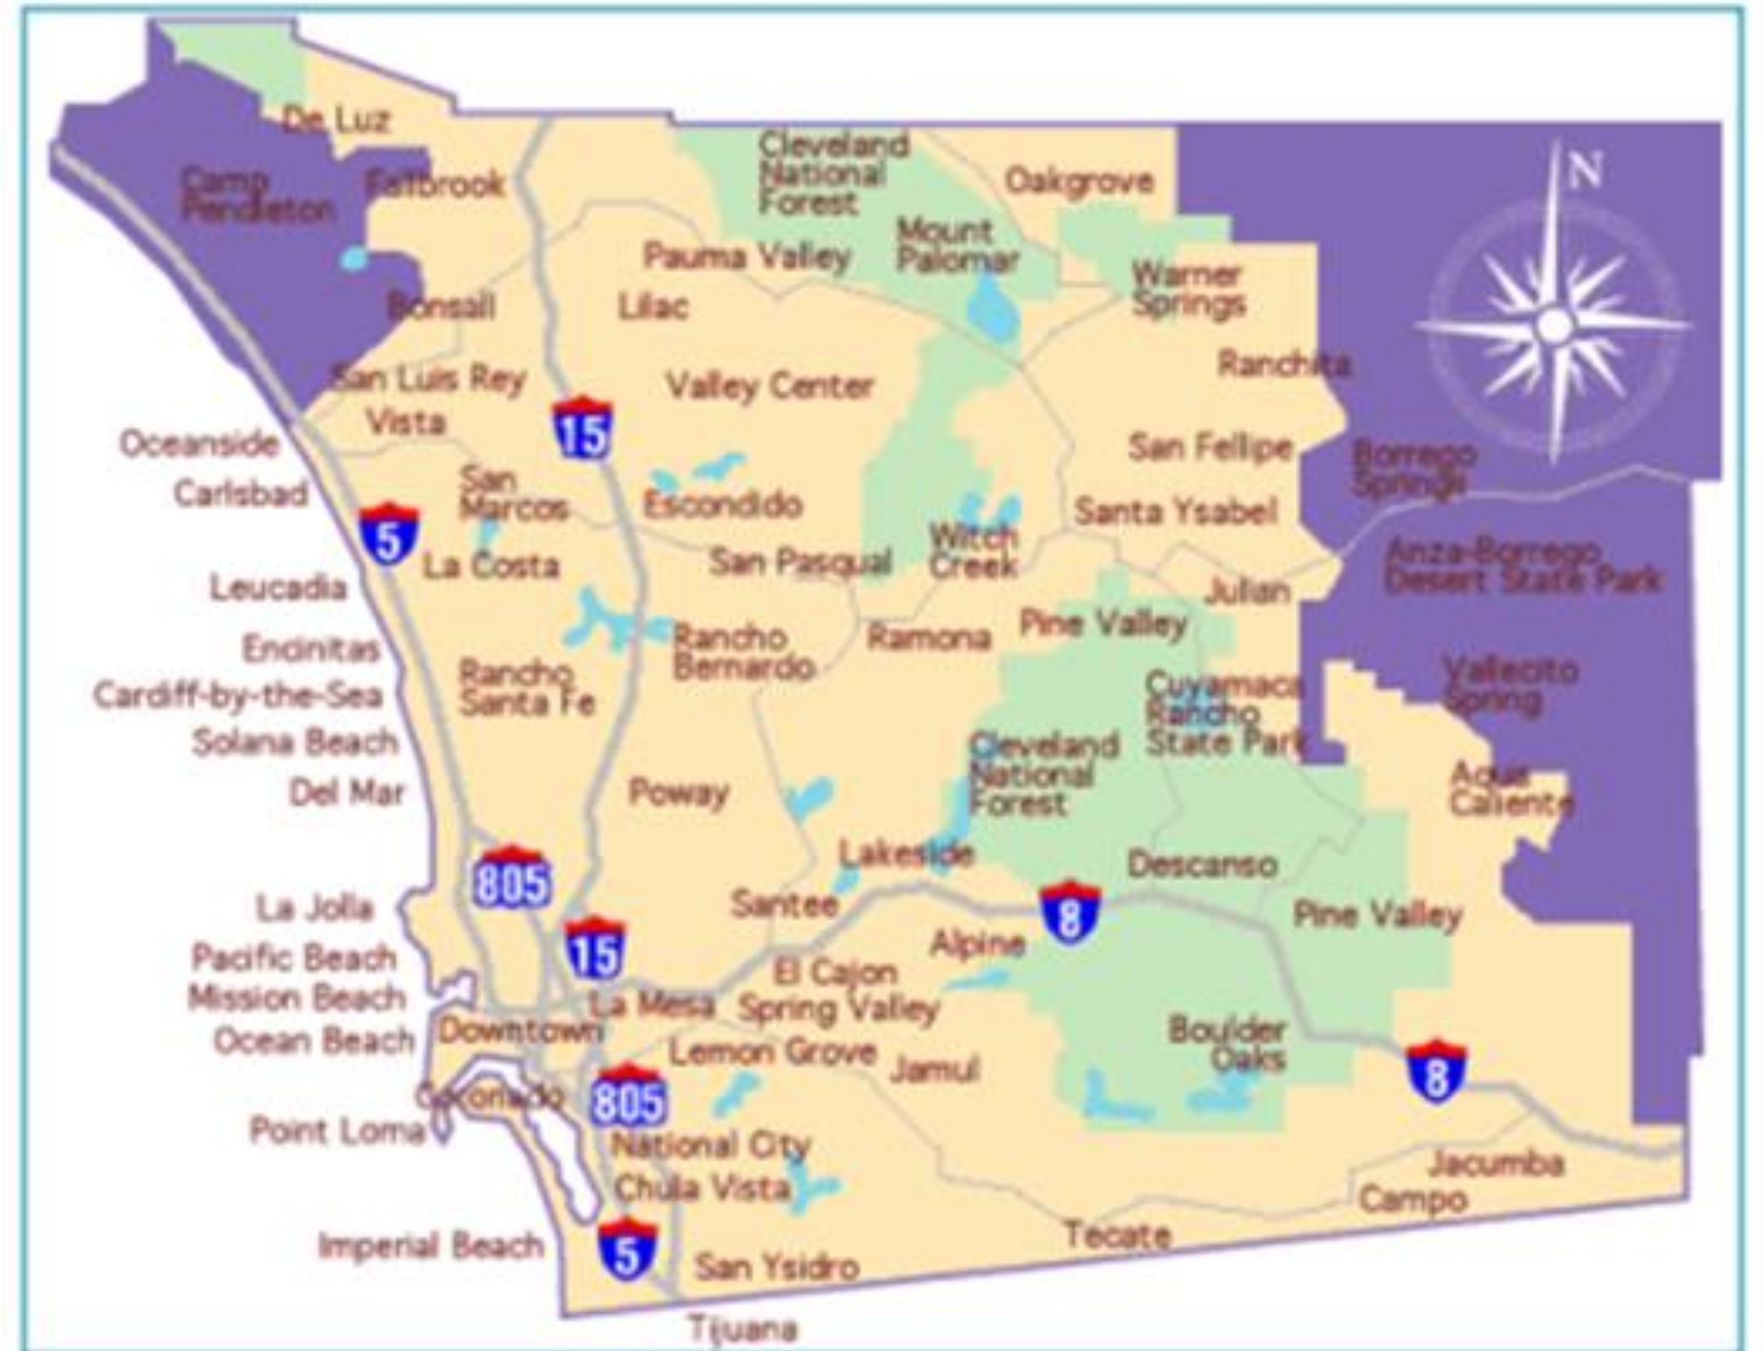 De Luz
Cleveland
National
Forest
Oakgrove
N
Camp
Pendleton
Fallbrook
Mount
Palomar
Pauma Valley
Warner
Springs
Bonsall
Lilac
Ranchita
San Luis Rey
Valley Center
Vista
15
Oceanside
San Fellipe
Borrego
Springs
Carlsbad
San
Marcos
Escondido
Santa Ysabel
5
Witch
Creek
La Costa
San Pasqual
Anza-Borrego
Desert State Park
Leucadia
Julian
Pine Valley
Encinitas
Rancho
Bernardo
Ramona
Rancho
Santa Fe
Cuyamaca
Rancho
State Park
Vallecito
Spring
Cardiff-by-the-Sea
Solana Beach
Cleveland
National
Forest
Del Mar
Poway
Aqua
Caliente
Lakeside
Descanso
805
La Jolla
Santee
8
Pine Valley
15
Alpine
Pacific Beach
El Cajon
Mission Beach
La Mesa
Spring Valley
Ocean Beach
Downtown
Boulder
Oaks
Lemon Grove
Jamul
8
Coronado
805
Point Loma
National City
Jacumba
Chula Vista
Campo
Imperial Beach
5
Tecate
San Ysidro
Tijuana